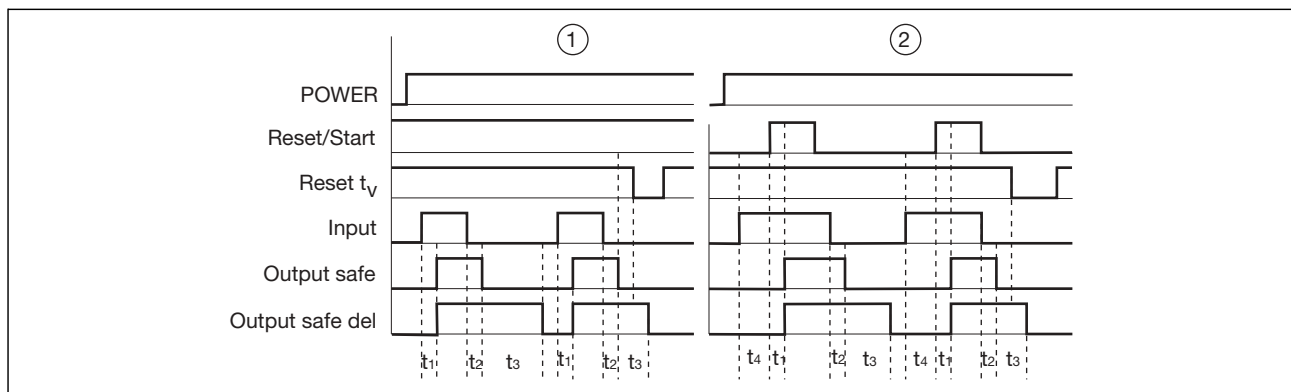 ① ②
POWER
Reset/Start
Reset tᵥ
Input
Output safe
Output safe del
t₁ t₂ t₃ t₁ t₂ t₃ t₄ t₁ t₂ t₃ t₄ t₁ t₂ t₃